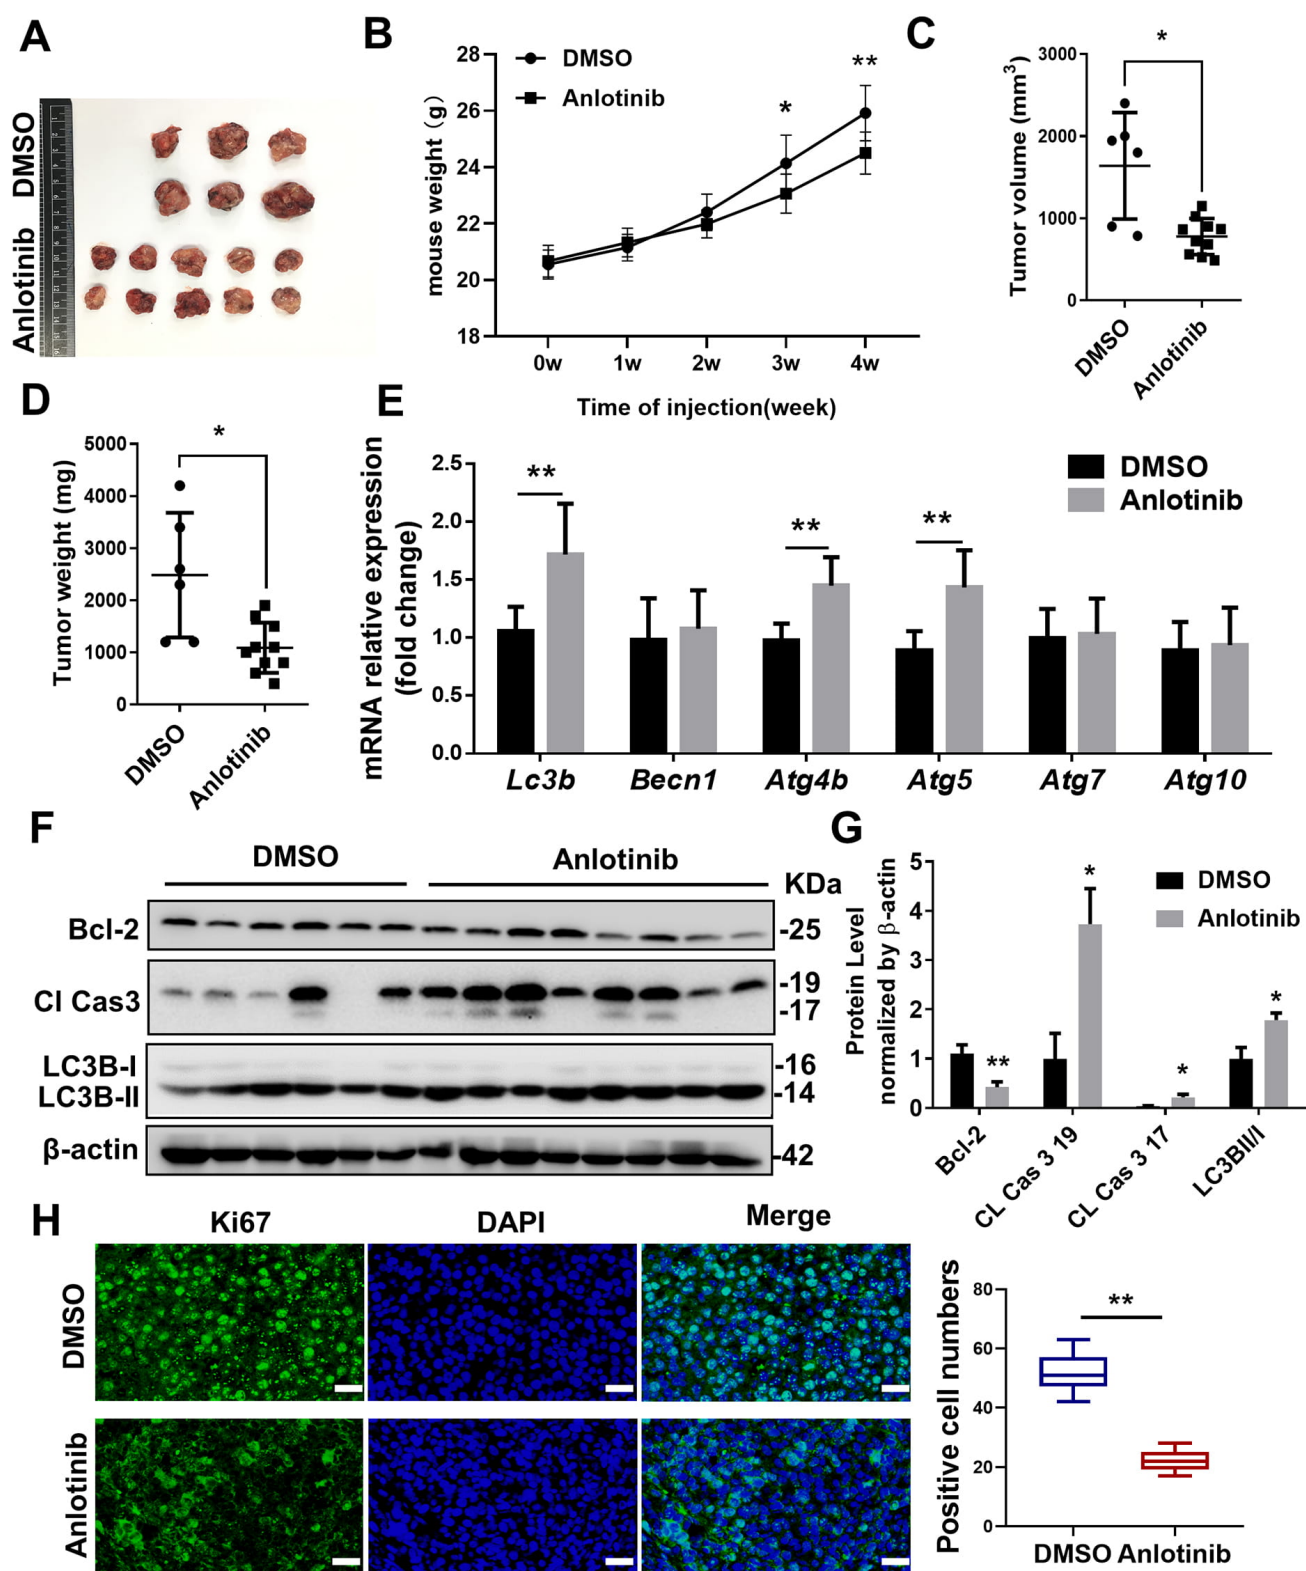 A
DMSO
Anlotinib
B
DMSO
Anlotinib
mouse weight (g)
28
26
24
22
20
18
*
**
0w 1w 2w 3w 4w
Time of injection(week)
C
Tumor volume (mm³)
3000
2000
1000
0
*
DMSO
Anlotinib
D
Tumor weight (mg)
5000
4000
3000
2000
1000
0
*
DMSO
Anlotinib
E
mRNA relative expression
(fold change)
2.5
2.0
1.5
1.0
0.5
0.0
** ** **
DMSO
Anlotinib
Lc3b Becn1 Atg4b Atg5 Atg7 Atg10
F
DMSO Anlotinib
KDa
Bcl-2 -25
Cl Cas3 -19
-17
LC3B-I -16
LC3B-II -14
β-actin -42
G
Protein Level
normalized by β-actin
5
4
3
2
1
0
** * * *
DMSO
Anlotinib
Bcl-2
CL Cas 3 19
CL Cas 3 17
LC3BII/I
H
Ki67 DAPI Merge
DMSO
Anlotinib
Positive cell numbers
80
60
40
20
0
**
DMSO Anlotinib